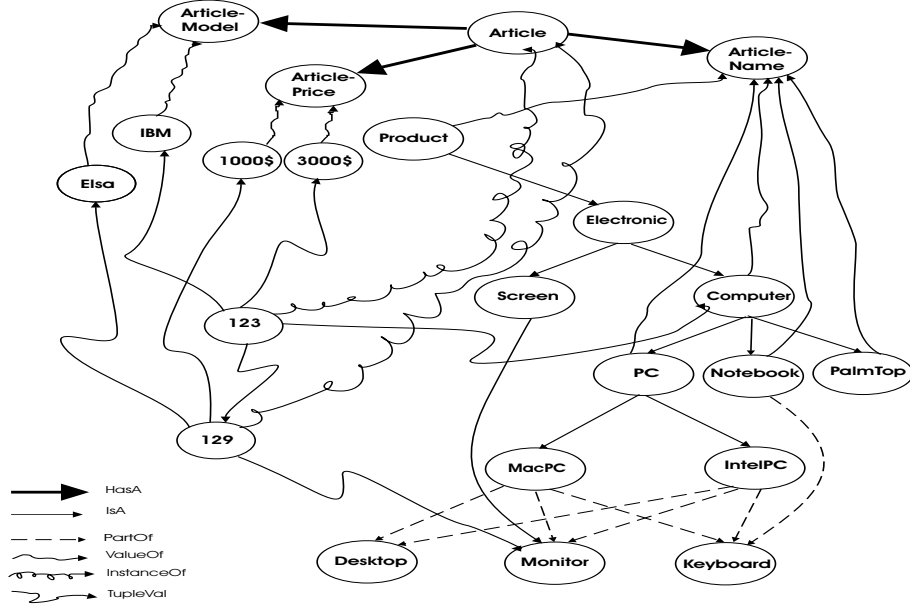 Article-
Model
Article
Article-
Name
Article-
Price
IBM
Product
1000$
3000$
Elsa
Electronic
Screen
Computer
123
PC
Notebook
PalmTop
129
MacPC
IntelPC
HasA
IsA
PartOf
ValueOf
InstanceOf
TupleVal
Desktop
Monitor
Keyboard